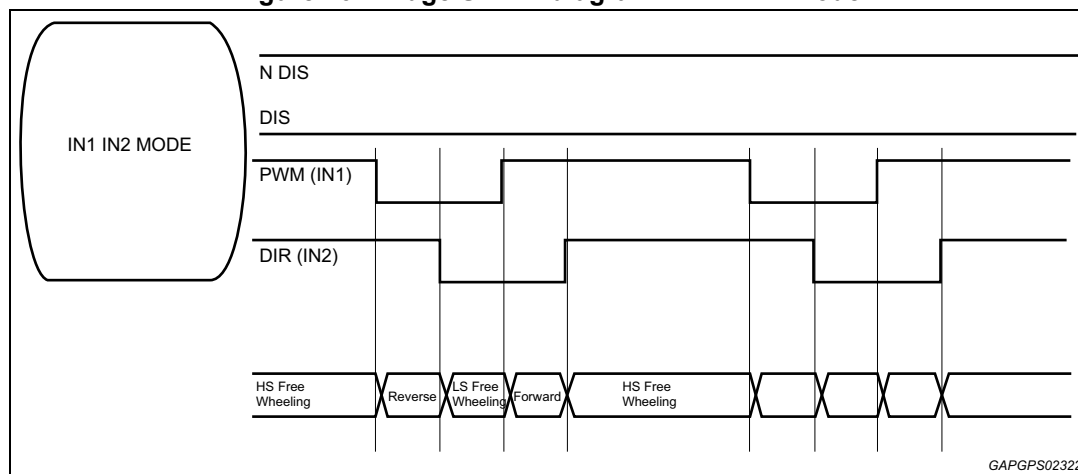 N DIS
DIS
IN1 IN2 MODE
PWM (IN1)
DIR (IN2)
HS Free
Wheeling
Reverse
LS Free
Wheeling
Forward
HS Free
Wheeling
GAPGPS02322